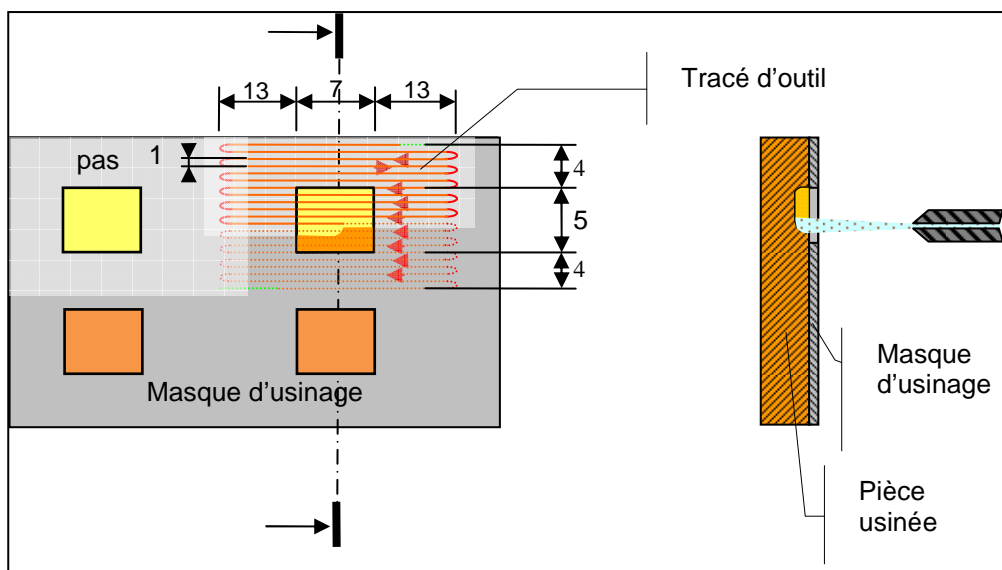 Tracé d'outil
13
7
13
pas
1
4
5
4
Masque d'usinage
Masque
d'usinage
Pièce
usinée